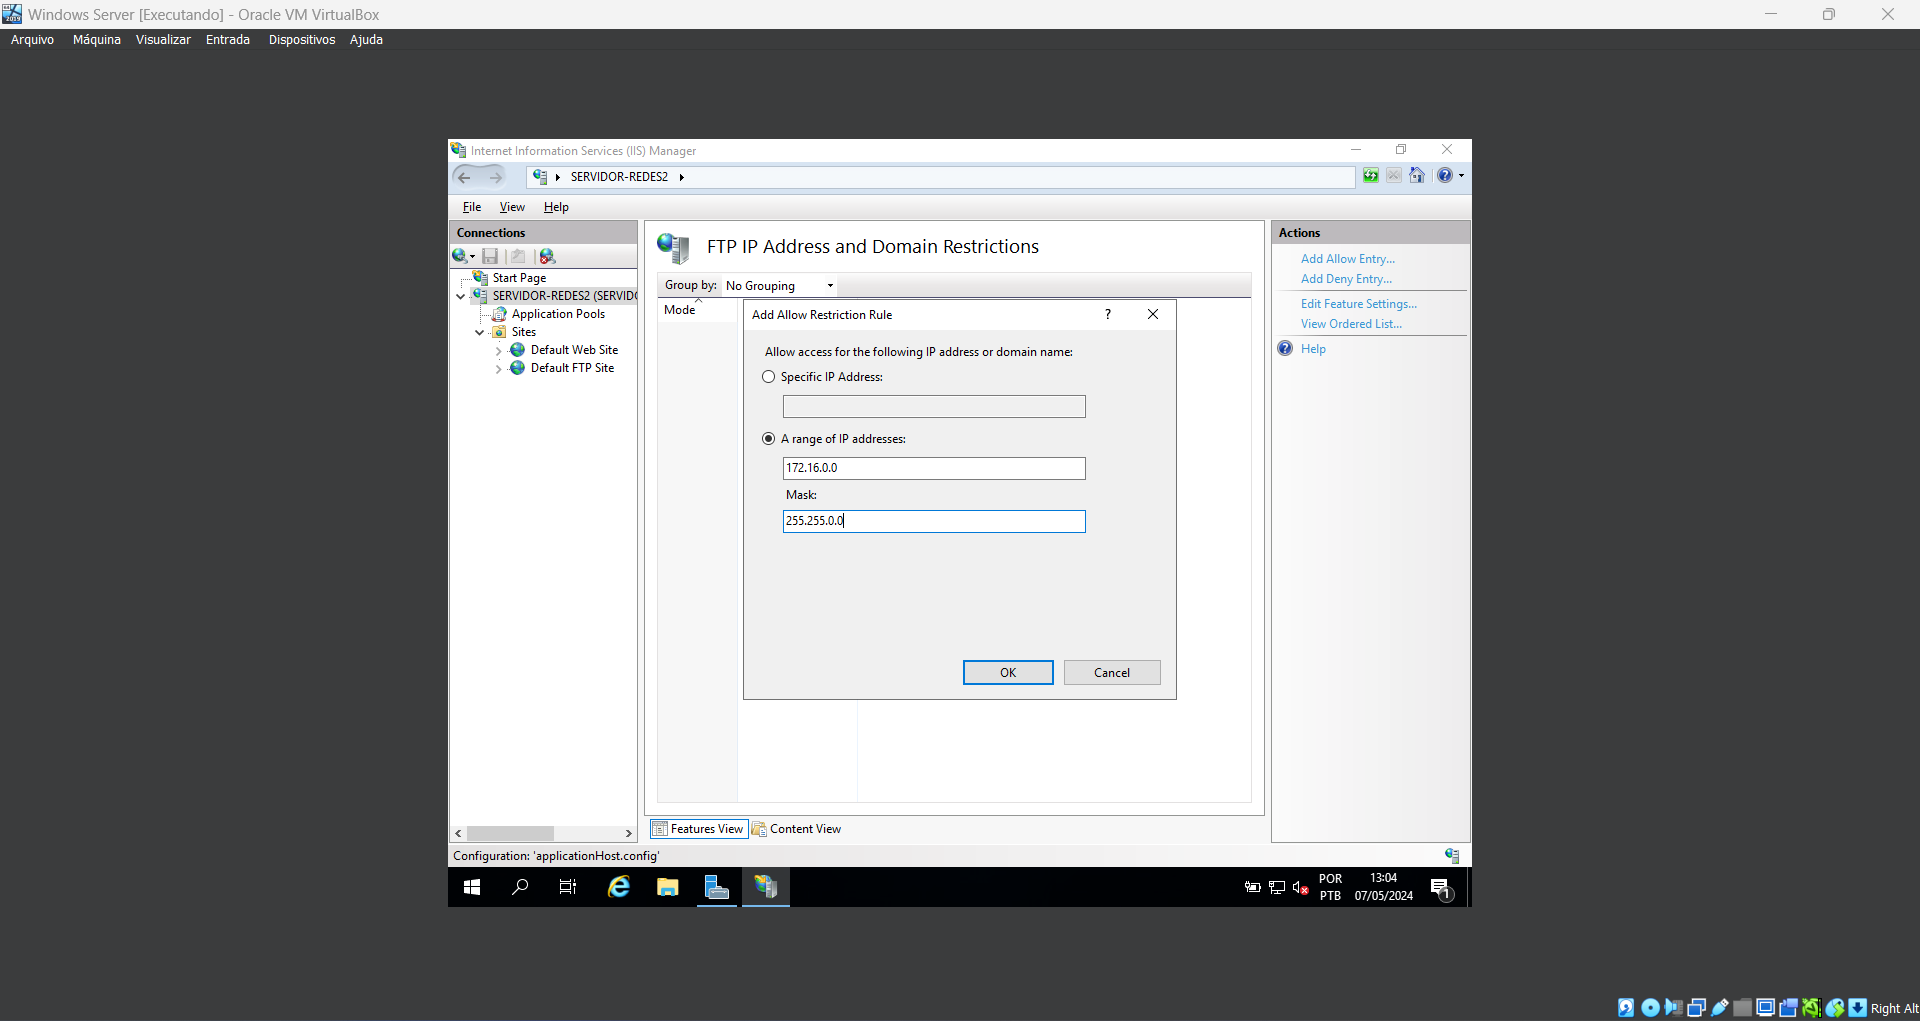 Windows Server [Executando] - Oracle VM VirtualBox
Arquivo Máquina Visualizar Entrada Dispositivos Ajuda
Internet Information Services (IIS) Manager
SERVIDOR-REDES2
File View Help
Connections
Start Page
SERVIDOR-REDES2 (SERVIDO
Application Pools
Sites
Default Web Site
Default FTP Site
FTP IP Address and Domain Restrictions
Group by: No Grouping
Mode
Add Allow Restriction Rule
?
Allow access for the following IP address or domain name:
Specific IP Address:
A range of IP addresses:
172.16.0.0
Mask:
255.255.0.0
OK Cancel
Actions
Add Allow Entry...
Add Deny Entry...
Edit Feature Settings...
View Ordered List...
Help
Features View Content View
Configuration: 'applicationHost.config'
POR
PTB
13:04
07/05/2024
1
Right Alt